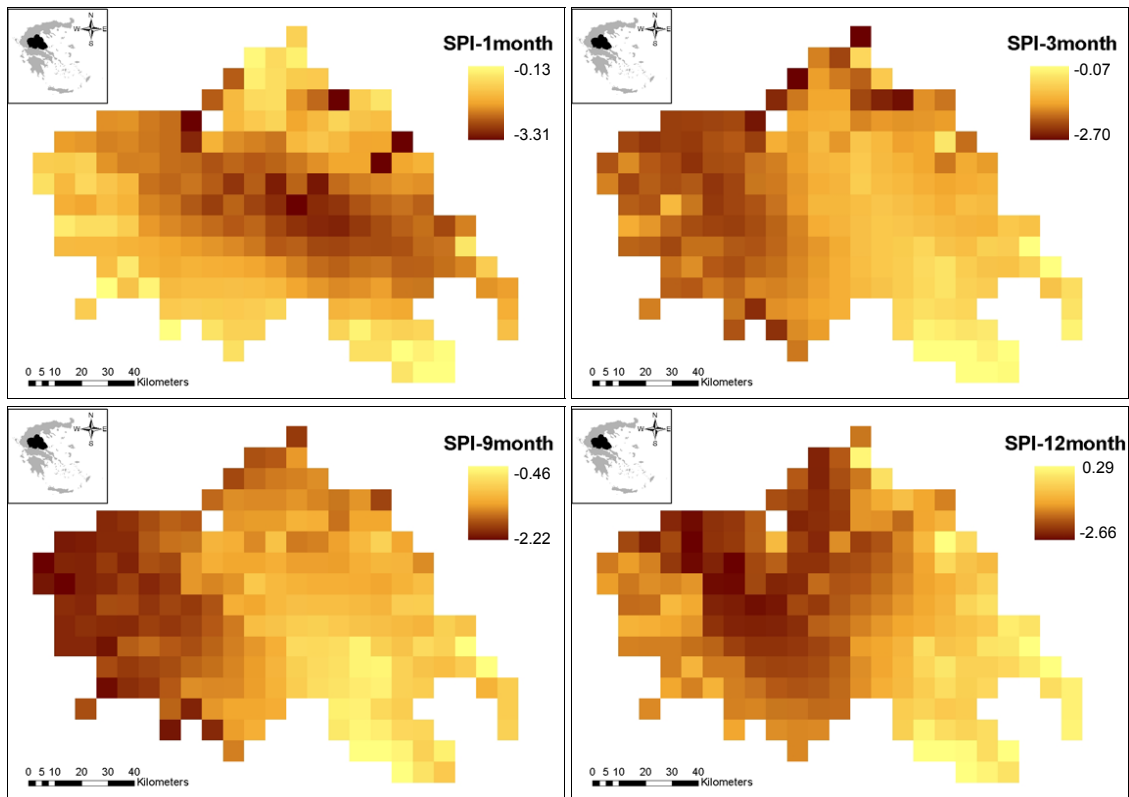 N
W E
S
SPI-1month
-0.13
-3.31
0 5 10 20 30 40
Kilometers
N
W E
S
SPI-3month
-0.07
-2.70
0 5 10 20 30 40
Kilometers
N
W E
S
SPI-9month
-0.46
-2.22
0 5 10 20 30 40
Kilometers
N
W E
S
SPI-12month
0.29
-2.66
0 5 10 20 30 40
Kilometers